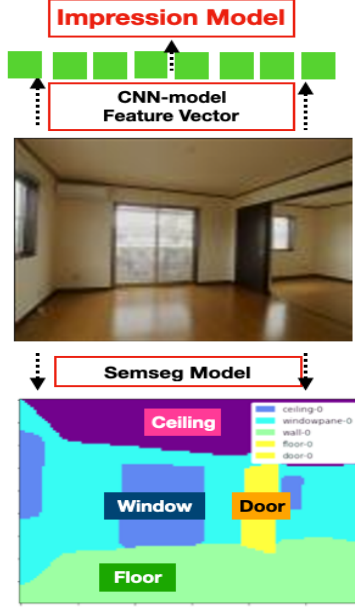 Impression Model
CNN-model
Feature Vector
Semseg Model
Ceiling
ceiling-0
windowpane-0
wall-0
floor-0
door-0
Window
Door
Floor